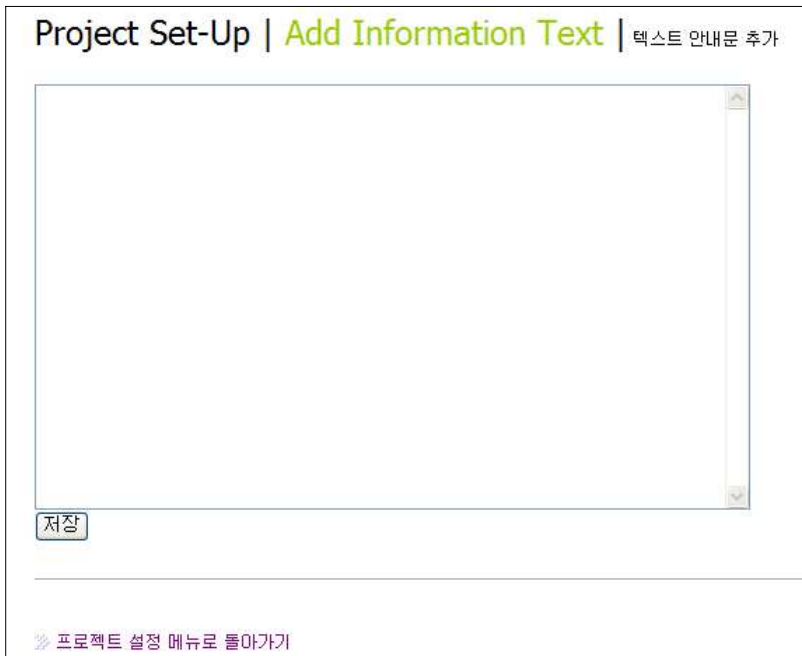 Project Set-Up | Add Information Text | 텍스트 안내문 추가
저장
프로젝트 설정 메뉴로 돌아가기